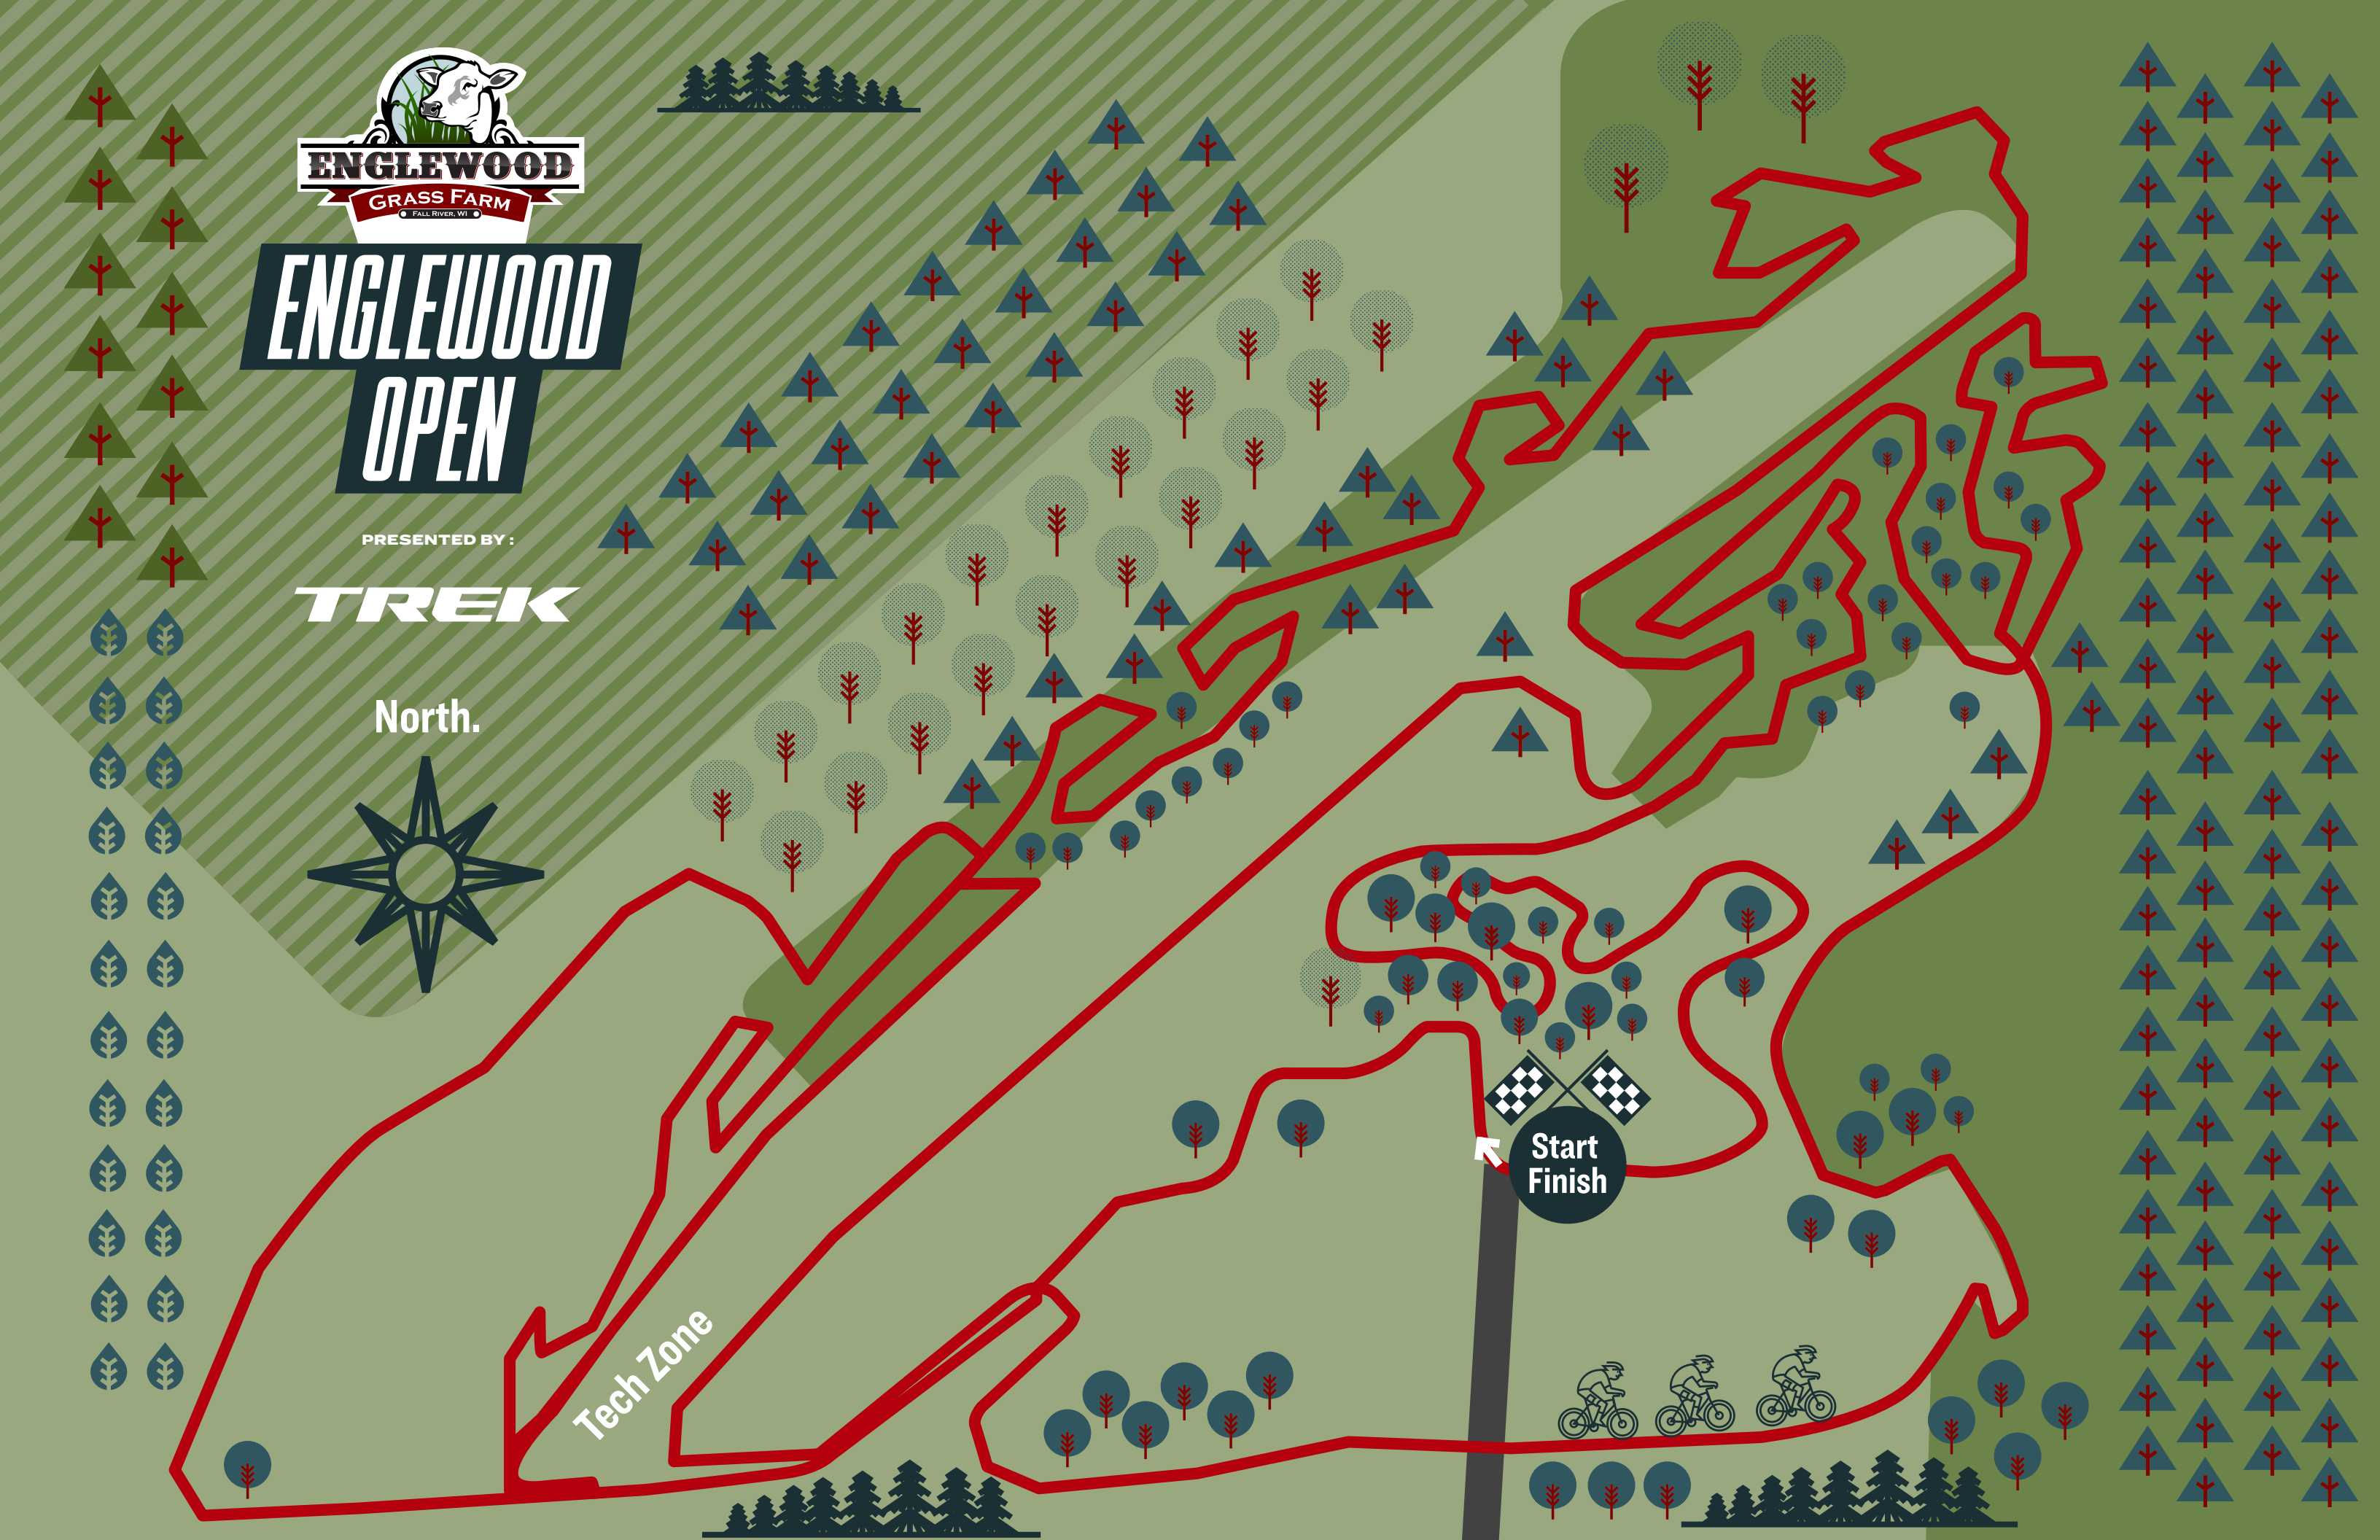 ENGLEWOOD
GRASS FARM
FALL RIVER, WI
ENGLEWOOD
OPEN
PRESENTED BY :
TREK
North.
Start
Finish
Tech Zone